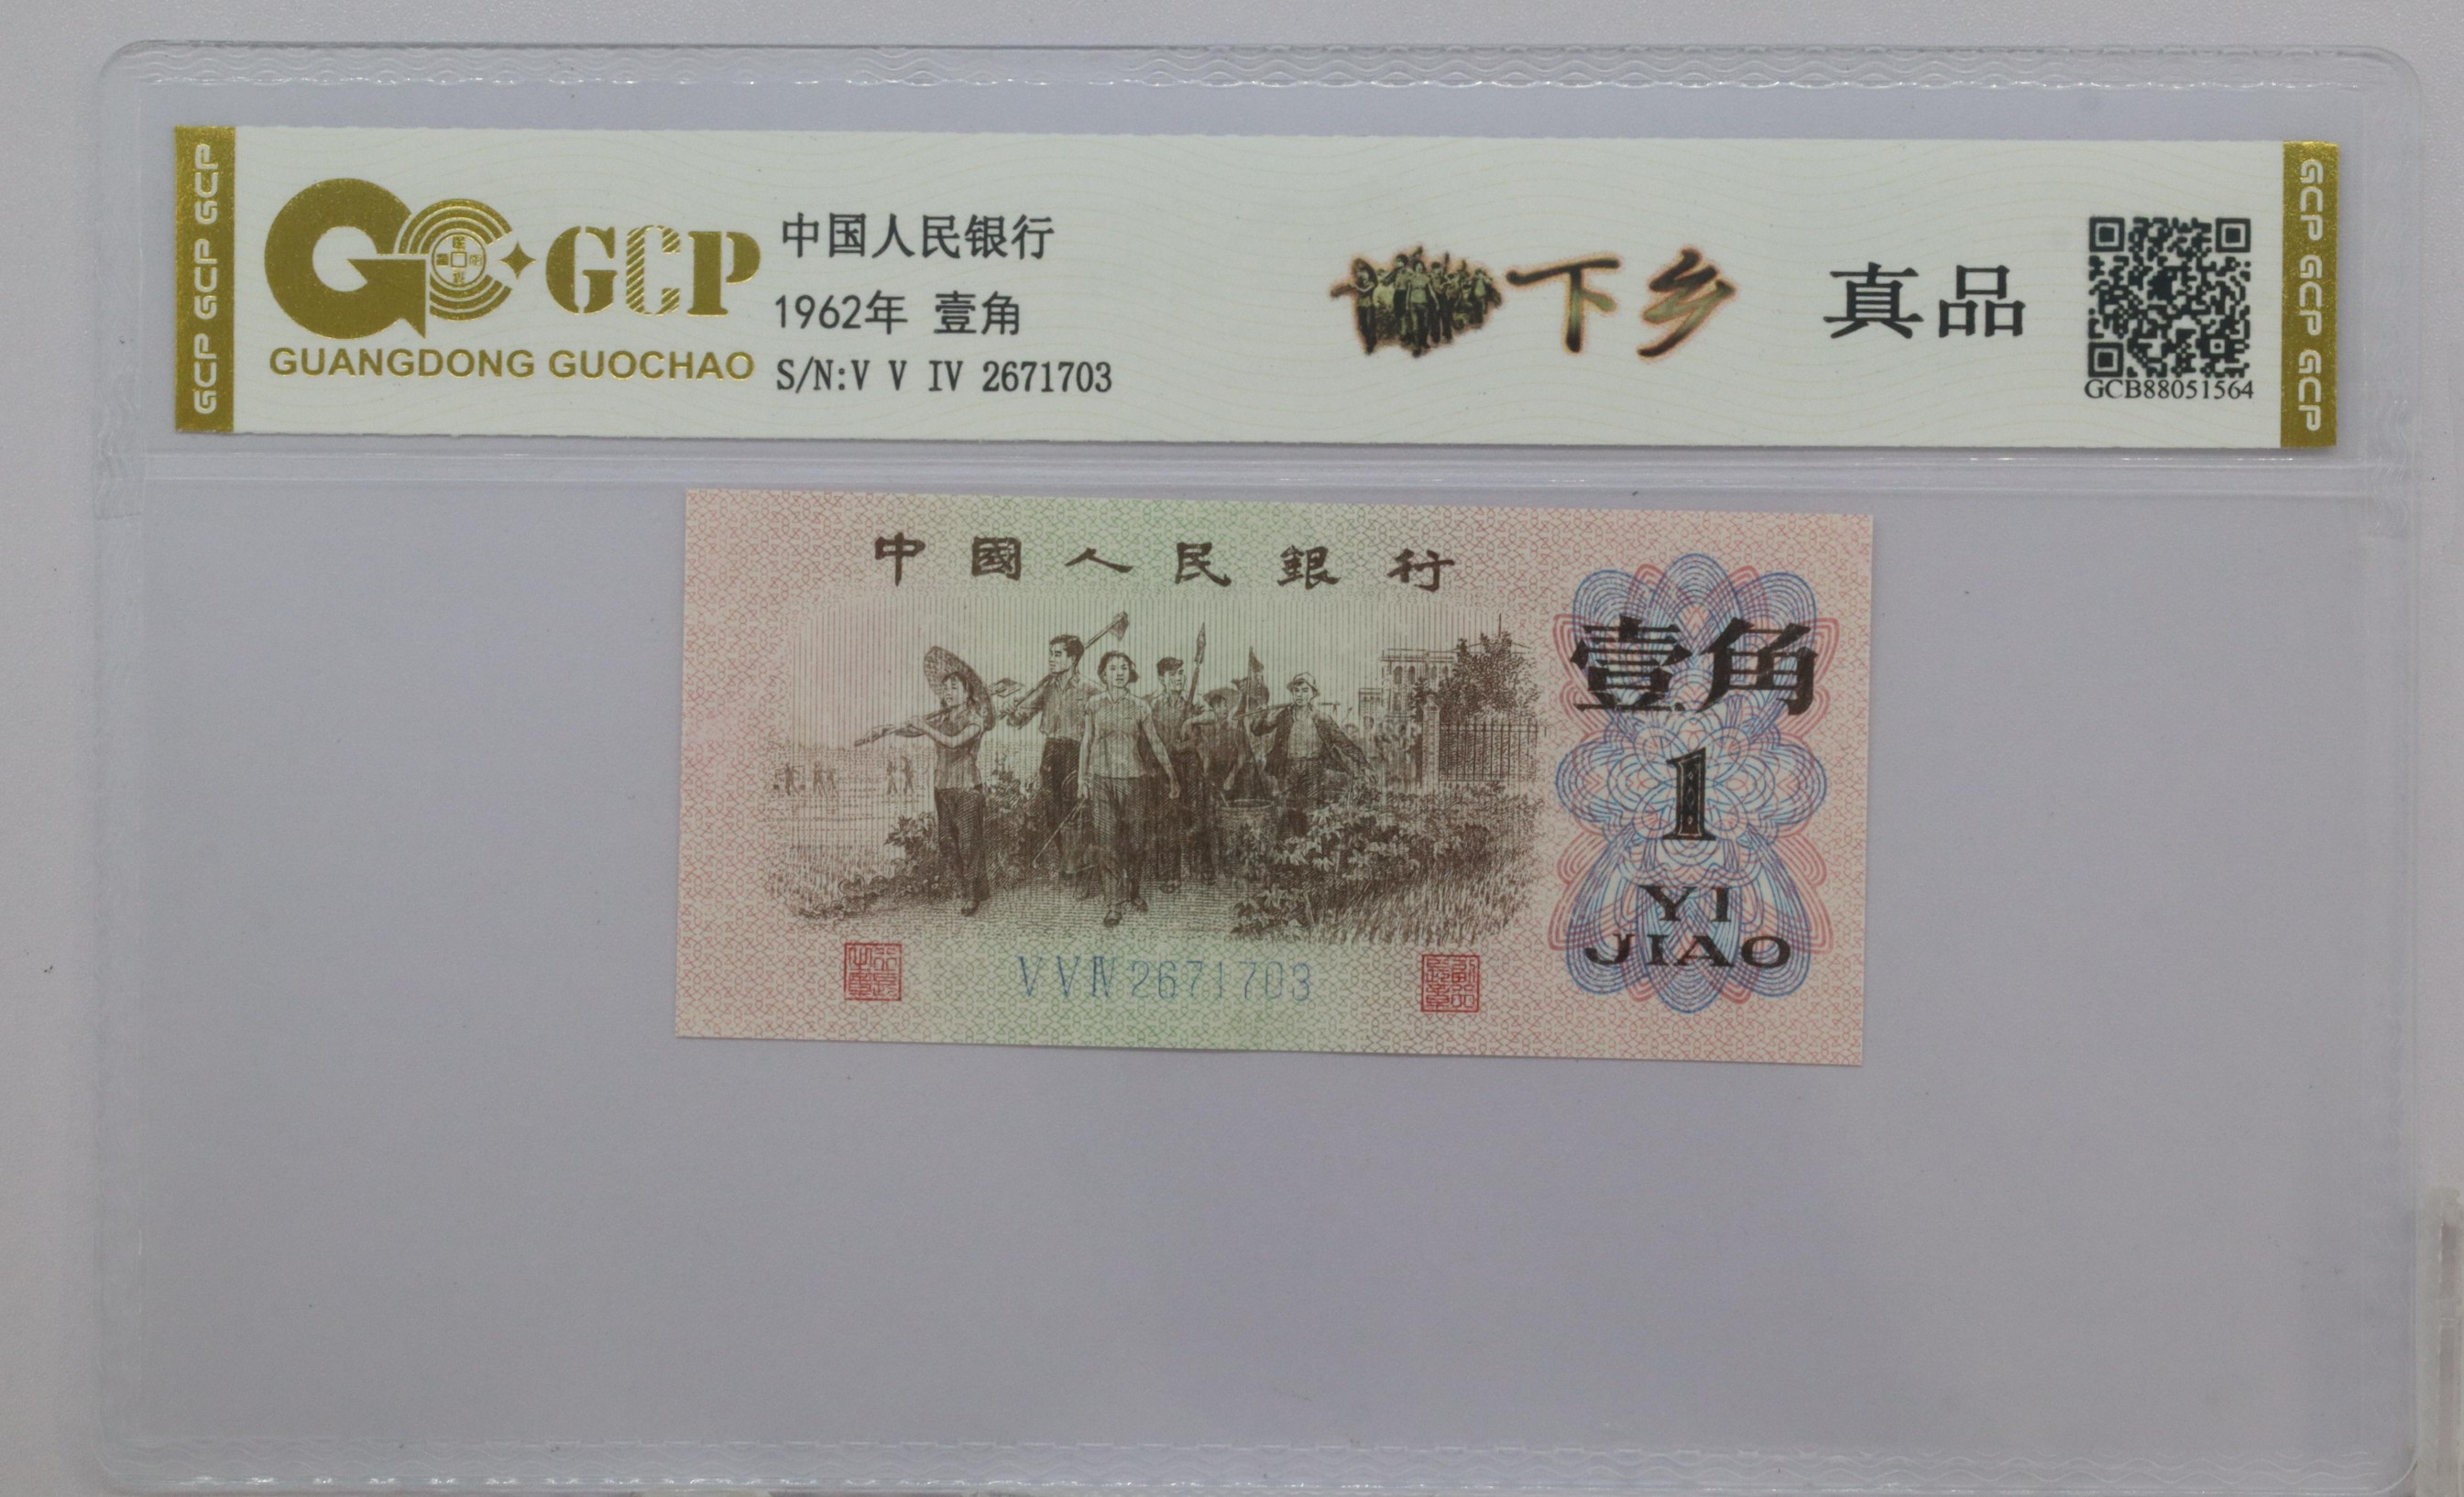 GCP GCP GCP
GCP
GUANGDONG GUOCHAO
中国人民银行
1962年 壹角
S/N:V V IV 2671703
下乡
真品
GCB88051564
GCP GCP GCP
中國人民銀行
壹角
1
YI
JIAO
V V IV 2671703